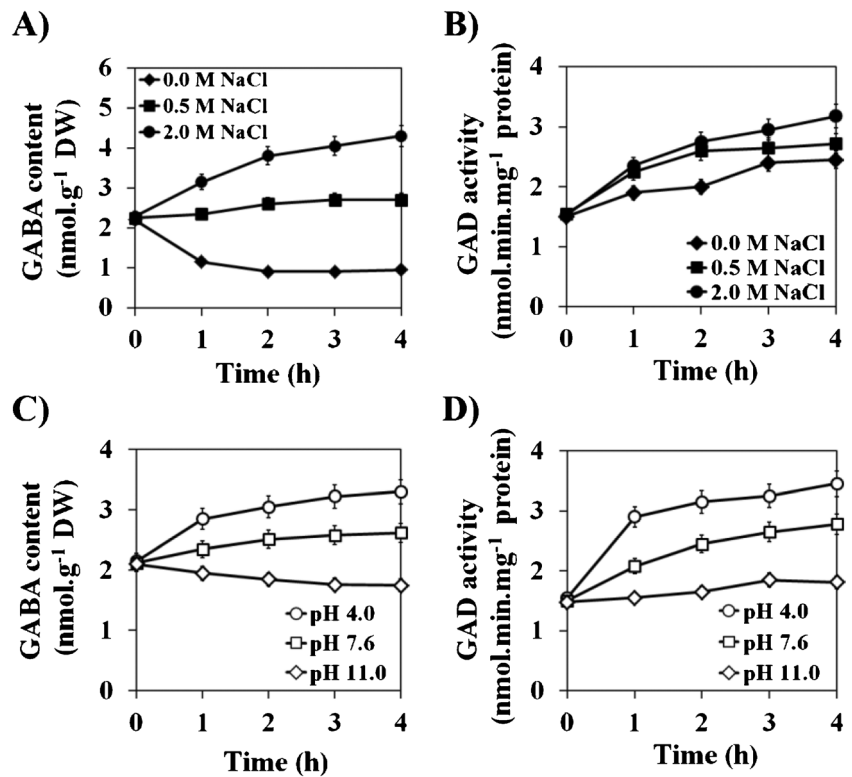 A)
GABA content
(nmol.g-1 DW)
6
5
4
3
2
1
0
0.0 M NaCl
0.5 M NaCl
2.0 M NaCl
0 1 2 3 4
Time (h)
B)
GAD activity
(nmol.min.mg-1 protein)
4
3
2
1
0
0.0 M NaCl
0.5 M NaCl
2.0 M NaCl
0 1 2 3 4
Time (h)
C)
GABA content
(nmol.g-1 DW)
4
3
2
1
0
pH 4.0
pH 7.6
pH 11.0
0 1 2 3 4
Time (h)
D)
GAD activity
(nmol.min.mg-1 protein)
4
3
2
1
0
pH 4.0
pH 7.6
pH 11.0
0 1 2 3 4
Time (h)